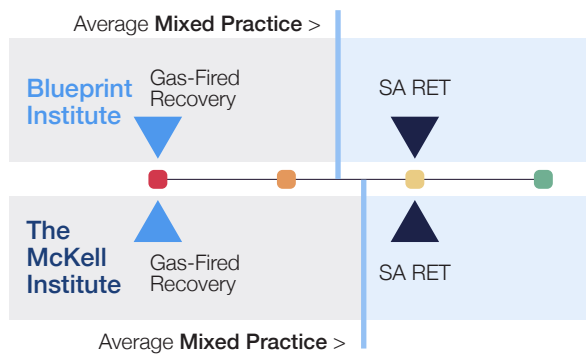 Average Mixed Practice >
Blueprint
Institute
Gas-Fired
Recovery
SA RET
The
McKell
Institute
Gas-Fired
Recovery
SA RET
Average Mixed Practice >